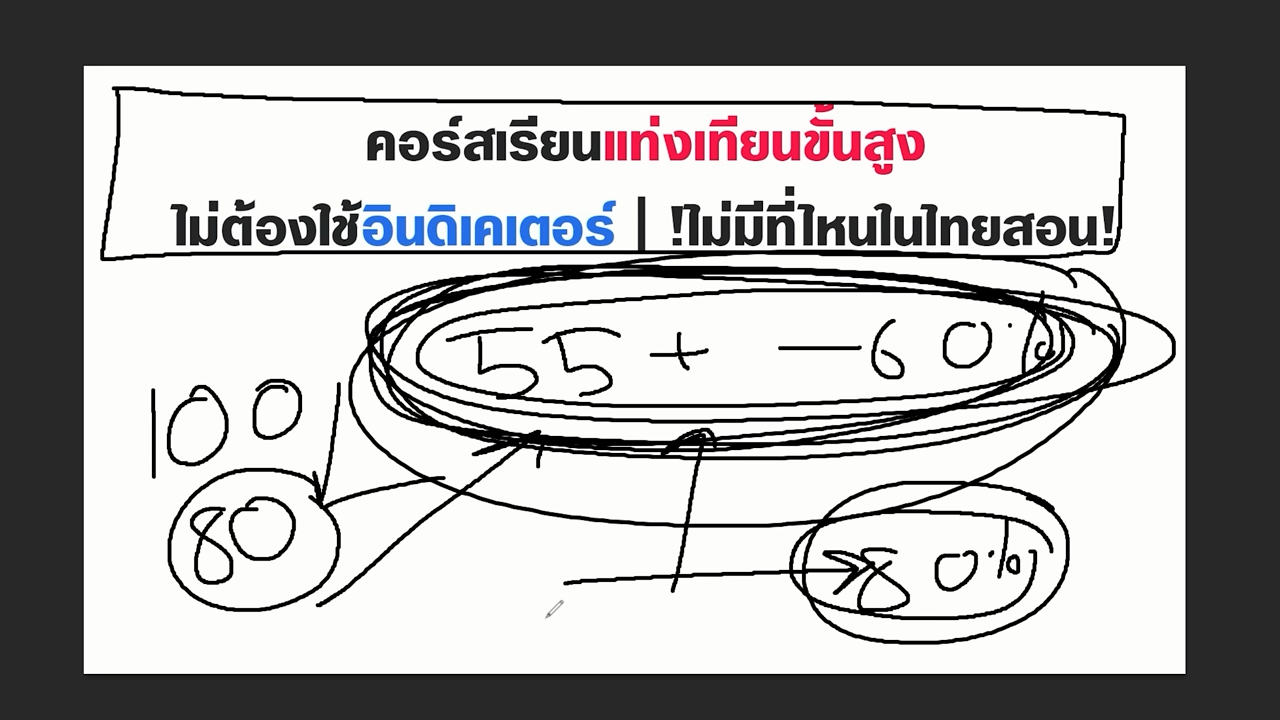 คอร์สเรียนแท่งเทียนขั้นสูง
ไม่ต้องใช้อินดิเคเตอร์ | !ไม่มีที่ไหนในไทยสอน!
55 + — 60%
100
80
80%